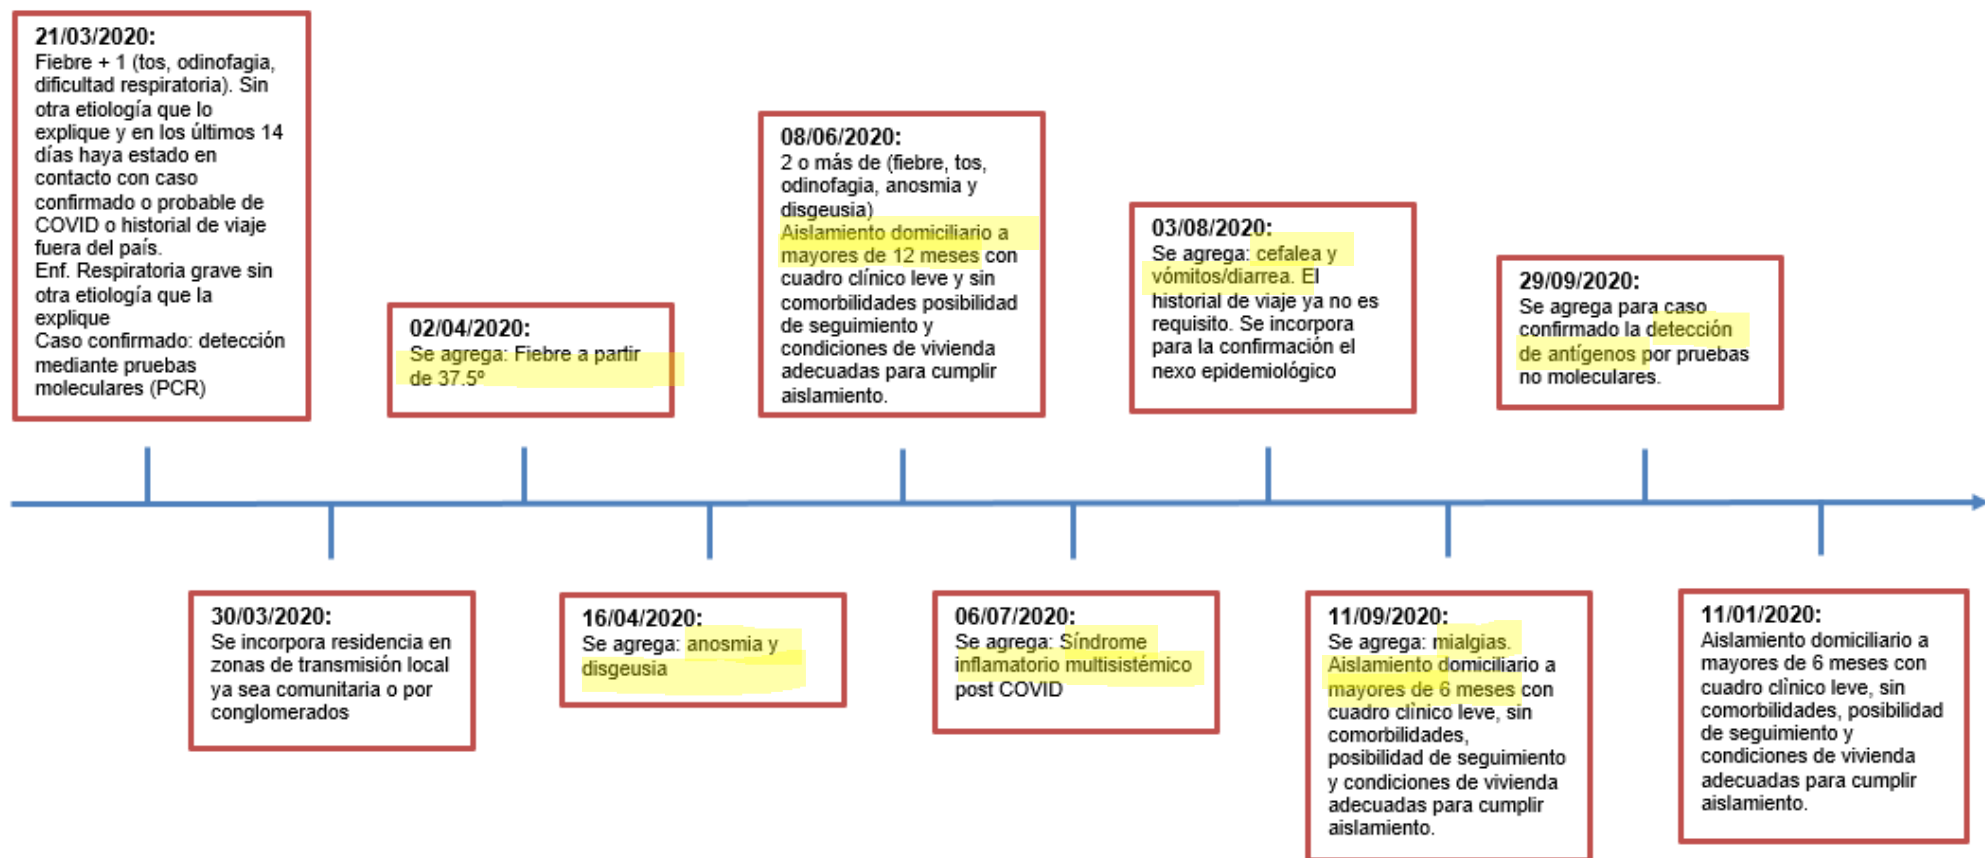 21/03/2020:
Fiebre + 1 (tos, odinofagia,
dificultad respiratoria). Sin
otra etiología que lo
explique y en los últimos 14
días haya estado en
contacto con caso
confirmado o probable de
COVID o historial de viaje
fuera del país.
Enf. Respiratoria grave sin
otra etiología que la
explique
Caso confirmado: detección
mediante pruebas
moleculares (PCR)
30/03/2020:
Se incorpora residencia en
zonas de transmisión local
ya sea comunitaria o por
conglomerados
02/04/2020:
Se agrega: Fiebre a partir
de 37.5º
16/04/2020:
Se agrega: anosmia y
disgeusia
08/06/2020:
2 o más de (fiebre, tos,
odinofagia, anosmia y
disgeusia)
Aislamiento domiciliario a
mayores de 12 meses con
cuadro clínico leve y sin
comorbilidades posibilidad
de seguimiento y
condiciones de vivienda
adecuadas para cumplir
aislamiento.
06/07/2020:
Se agrega: Síndrome
inflamatorio multisistémico
post COVID
03/08/2020:
Se agrega: cefalea y
vómitos/diarrea. El
historial de viaje ya no es
requisito. Se incorpora
para la confirmación el
nexo epidemiológico
11/09/2020:
Se agrega: mialgias.
Aislamiento domiciliario a
mayores de 6 meses con
cuadro clìnico leve, sin
comorbilidades,
posibilidad de seguimiento
y condiciones de vivienda
adecuadas para cumplir
aislamiento.
29/09/2020:
Se agrega para caso
confirmado la detección
de antígenos por pruebas
no moleculares.
11/01/2020:
Aislamiento domiciliario a
mayores de 6 meses con
cuadro clìnico leve, sin
comorbilidades, posibilidad
de seguimiento y
condiciones de vivienda
adecuadas para cumplir
aislamiento.